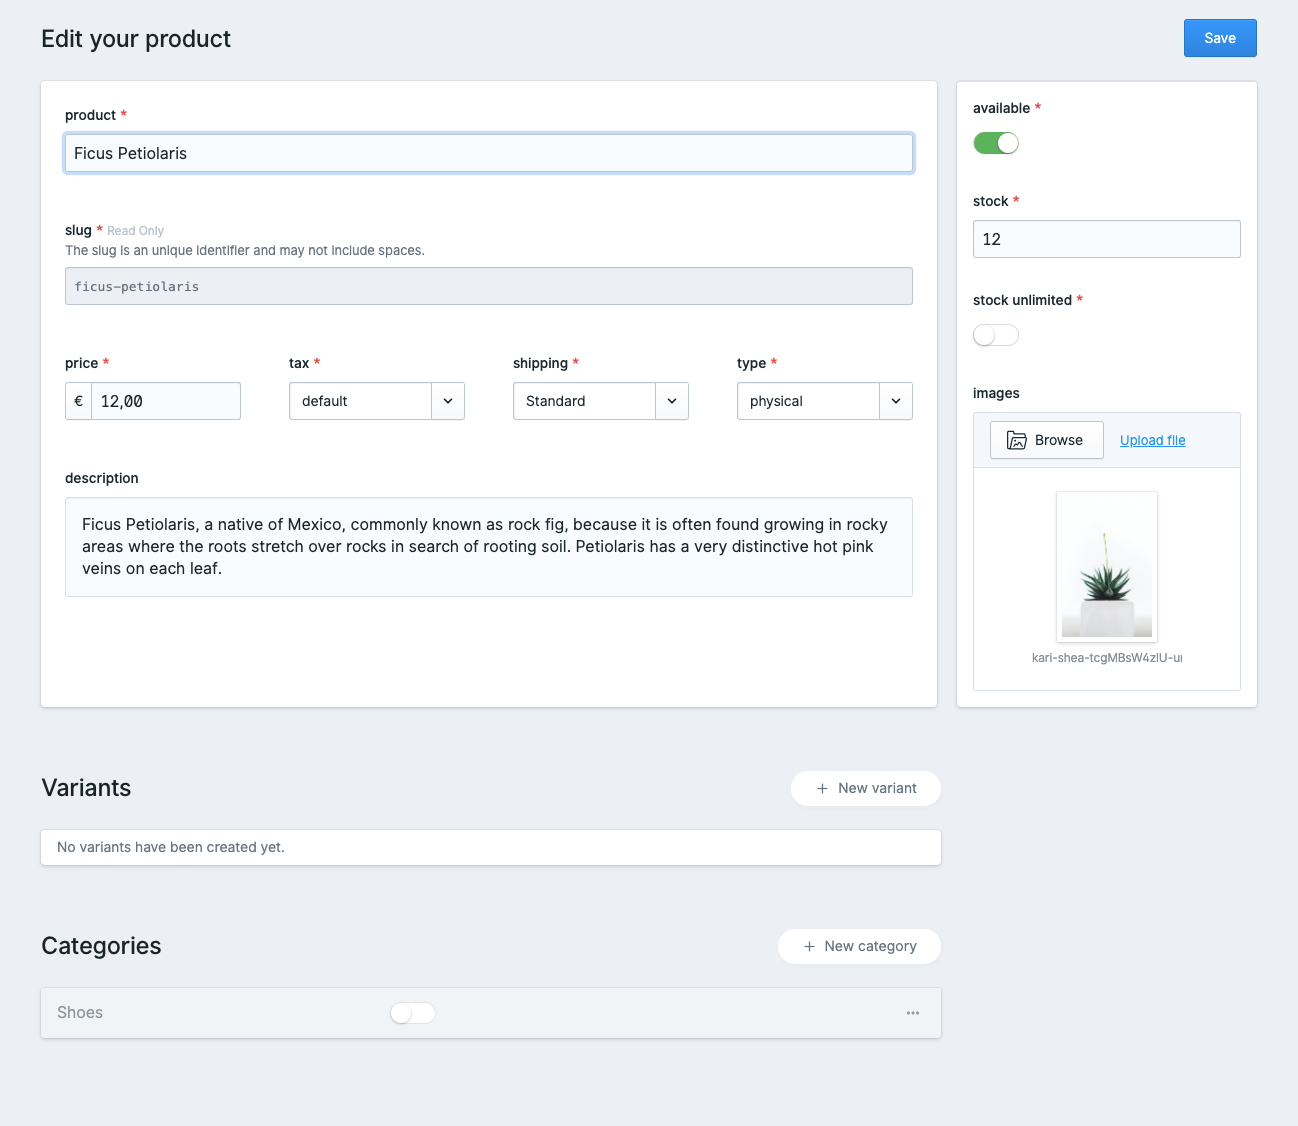 Edit your product
Save
product *
Ficus Petiolaris
slug * Read Only
The slug is an unique identifier and may not include spaces.
ficus-petiolaris
price *
€ 12,00
tax *
default
shipping *
Standard
type *
physical
description
Ficus Petiolaris, a native of Mexico, commonly known as rock fig, because it is often found growing in rocky
areas where the roots stretch over rocks in search of rooting soil. Petiolaris has a very distinctive hot pink
veins on each leaf.
available *
stock *
12
stock unlimited *
images
Browse
Upload file
Variants
+ New variant
No variants have been created yet.
Categories
+ New category
Shoes